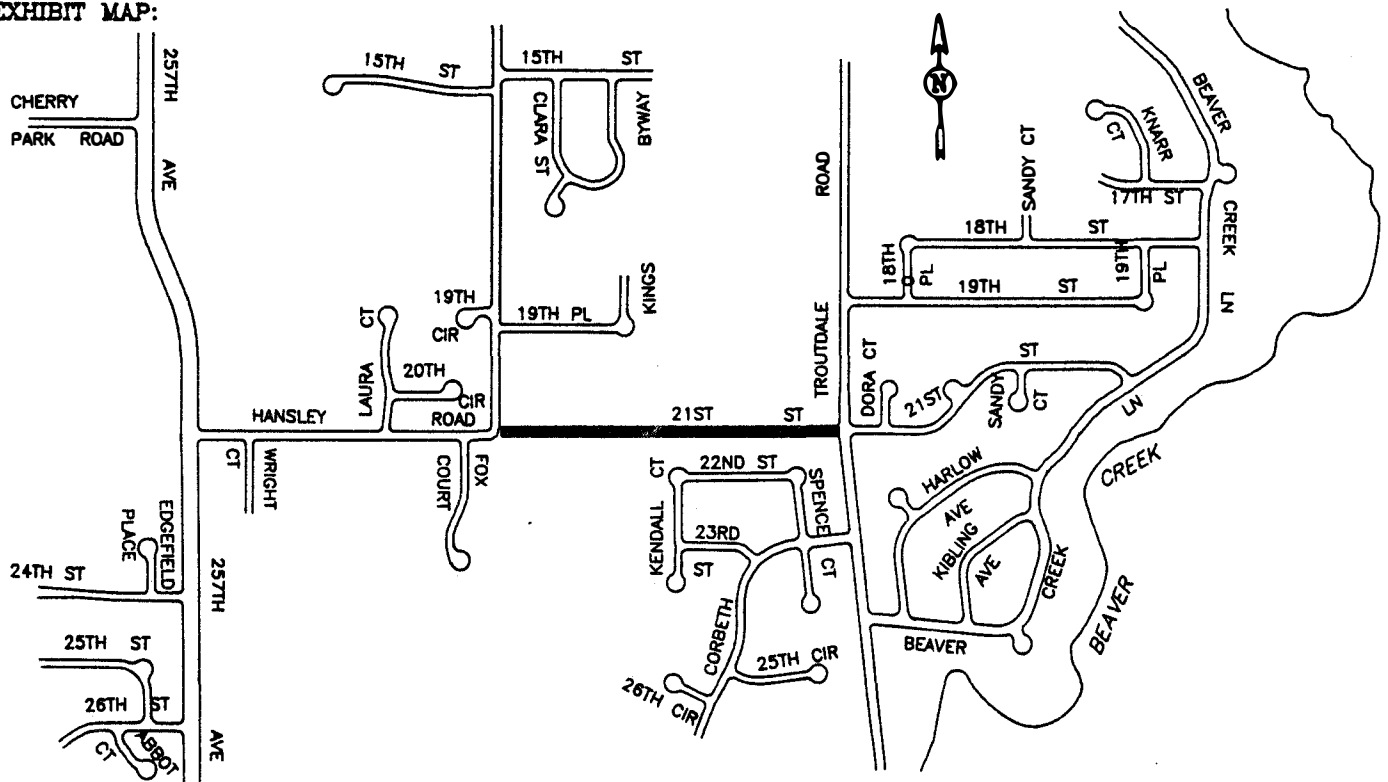 EXHIBIT MAP:
257TH
AVE
CHERRY
PARK ROAD
15TH ST
15TH ST
CLARA ST
BYWAY
N
ROAD
TROUTDALE
BEAVER
CREEK
LN
KNARR
CT
17TH ST
SANDY CT
18TH ST
18TH
PL
19TH
PL
19TH ST
19TH
CIR
19TH PL
KINGS
LAURA CT
20TH
CIR
HANSLEY ROAD
21ST ST
DORA CT
21ST
ST
SANDY
CT
LN
WRIGHT
CT
FOX
COURT
22ND ST
KENDALL CT
SPENCE
CT
23RD
ST
HARLOW
AVE
KIBLING
AVE
CREEK
CREEK
BEAVER
BEAVER
EDGEFIELD
PLACE
24TH ST
257TH
AVE
25TH ST
26TH ST
ABBOT
CT
CORBETH
25TH CIR
26TH CIR